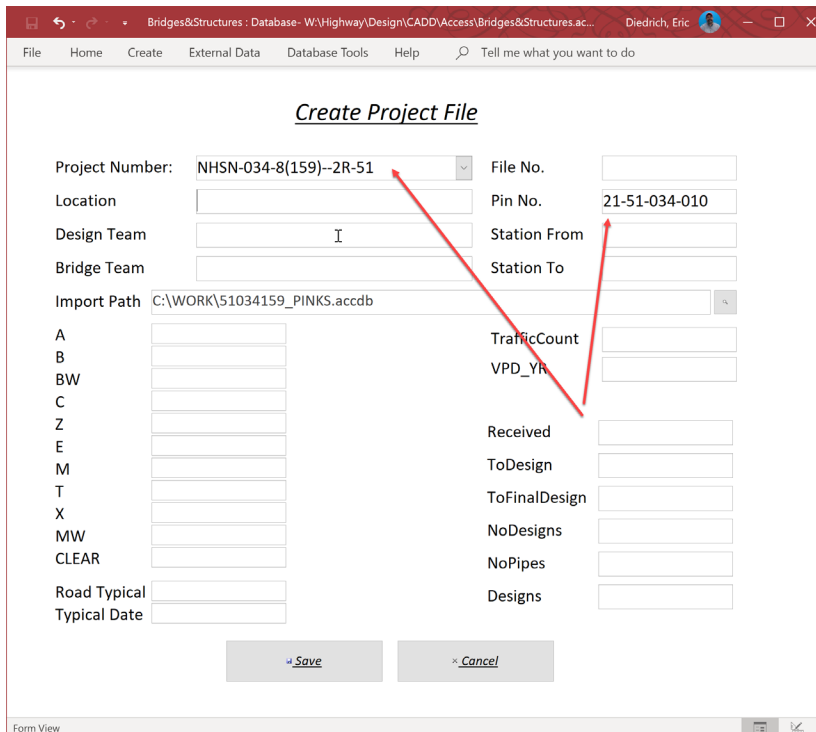 Bridges&Structures : Database- W:\Highway\Design\CADD\Access\Bridges&Structures.ac... Diedrich, Eric
File Home Create External Data Database Tools Help Tell me what you want to do
Create Project File
Project Number: NHSN-034-8(159)--2R-51 File No.
Location Pin No. 21-51-034-010
Design Team Station From
Bridge Team Station To
Import Path C:\WORK\51034159_PINKS.accdb
A TrafficCount
B
VPD_YR
BW
C
Z Received
E
M ToDesign
T ToFinalDesign
X
MW NoDesigns
CLEAR NoPipes
Road Typical Designs
Typical Date
Save Cancel
Form View